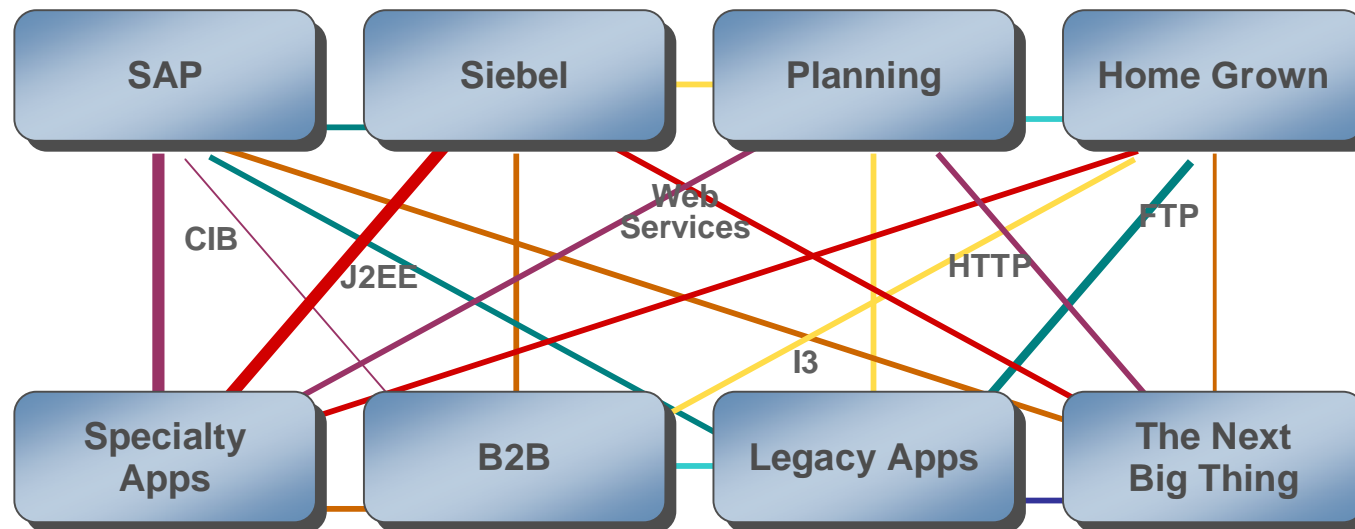 SAP
Siebel
Planning
Home Grown
Web
Services
CIB
FTP
J2EE
HTTP
I3
Specialty
Apps
B2B
Legacy Apps
The Next
Big Thing